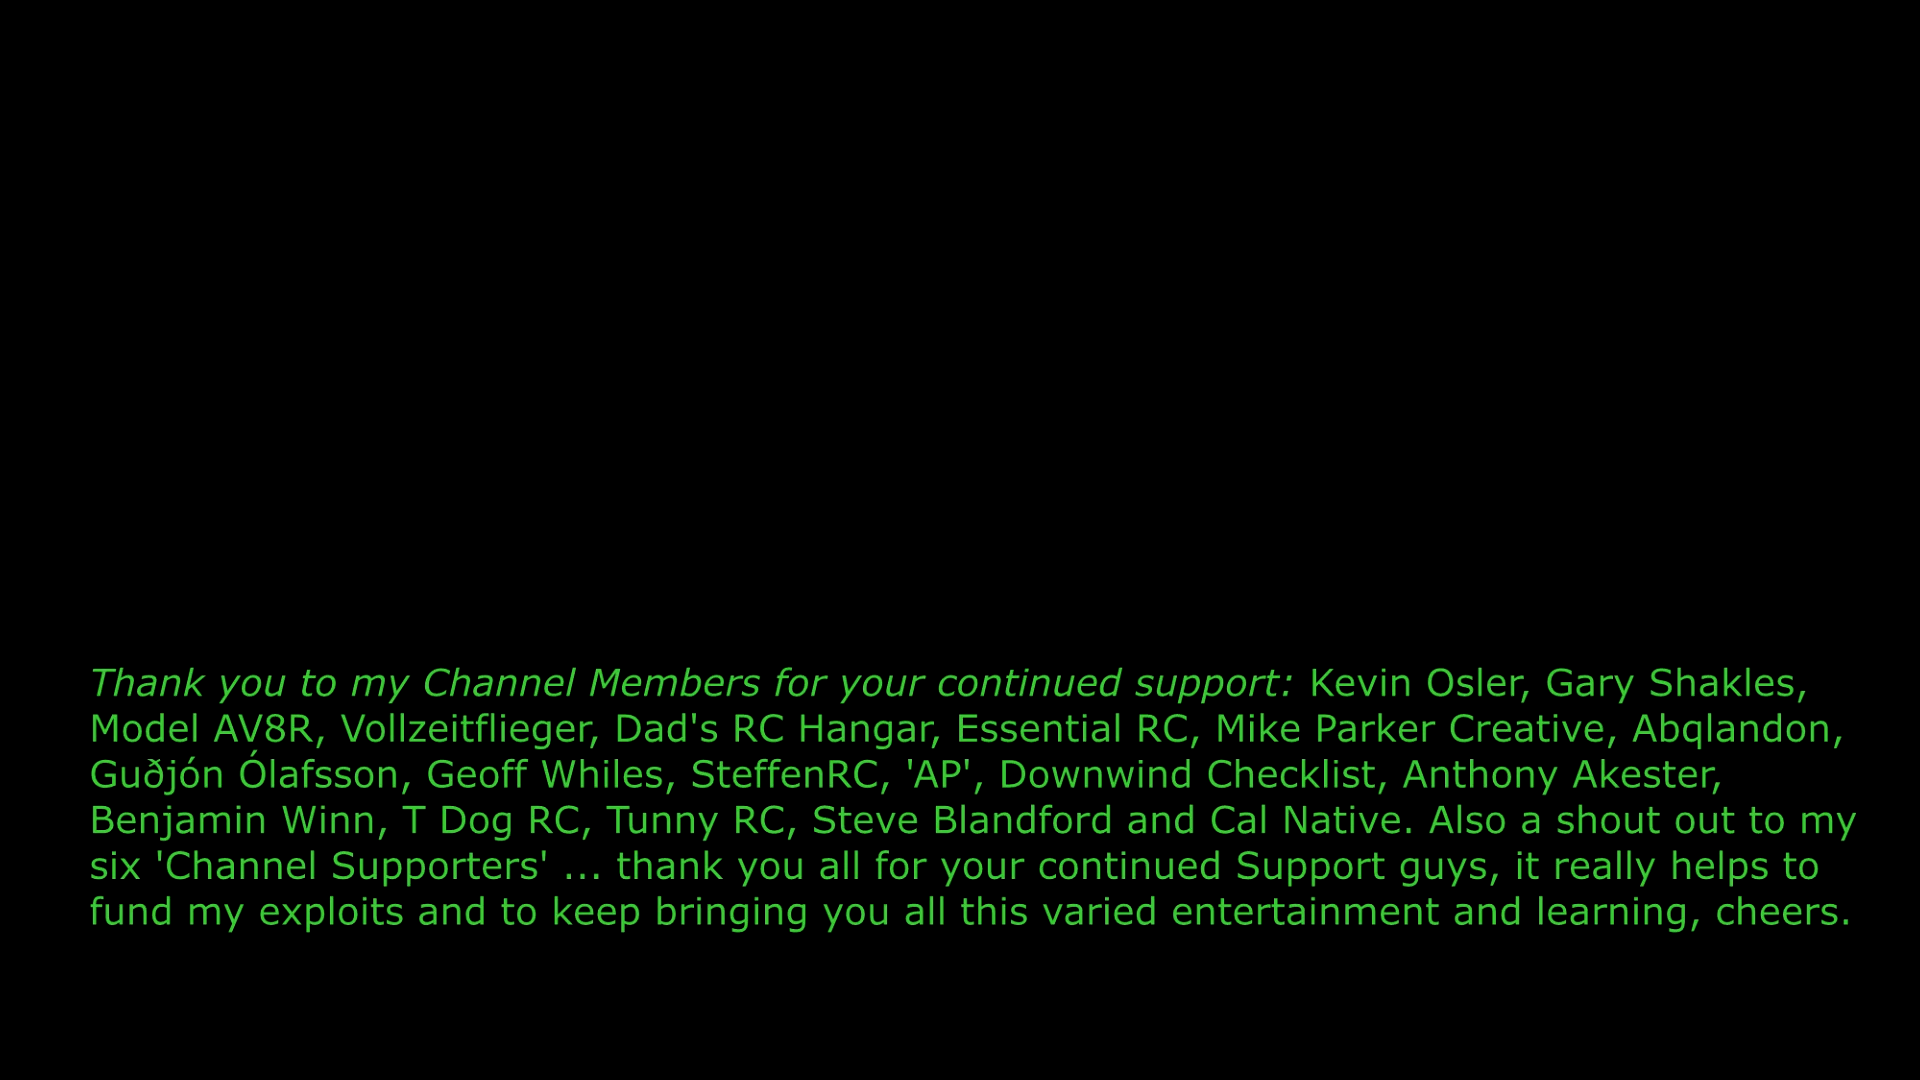 Thank you to my Channel Members for your continued support: Kevin Osler, Gary Shakles,
Model AV8R, Vollzeitflieger, Dad's RC Hangar, Essential RC, Mike Parker Creative, Abqlandon,
Guðjón Ólafsson, Geoff Whiles, SteffenRC, 'AP', Downwind Checklist, Anthony Akester,
Benjamin Winn, T Dog RC, Tunny RC, Steve Blandford and Cal Native. Also a shout out to my
six 'Channel Supporters' ... thank you all for your continued Support guys, it really helps to
fund my exploits and to keep bringing you all this varied entertainment and learning, cheers.